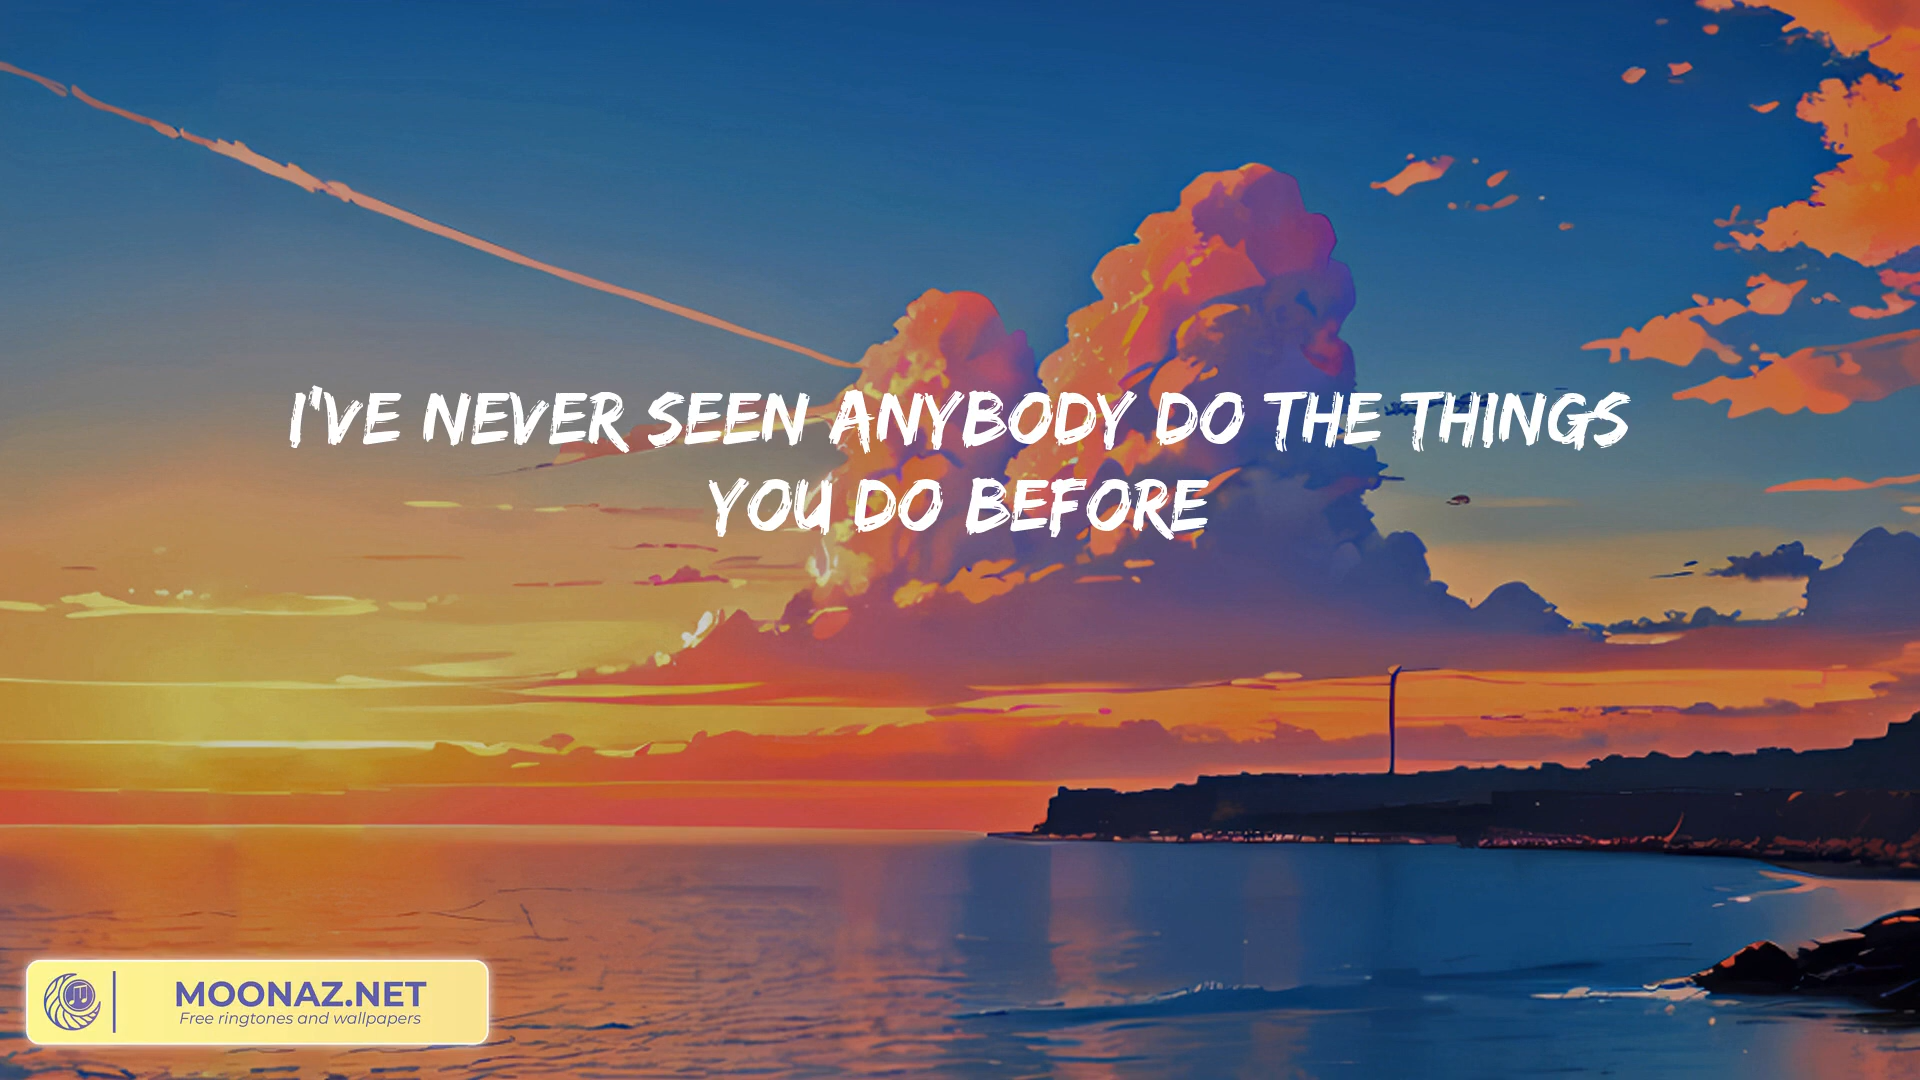 I'VE NEVER SEEN ANYBODY DO THE THINGS
YOU DO BEFORE
MOONAZ.NET
Free ringtones and wallpapers